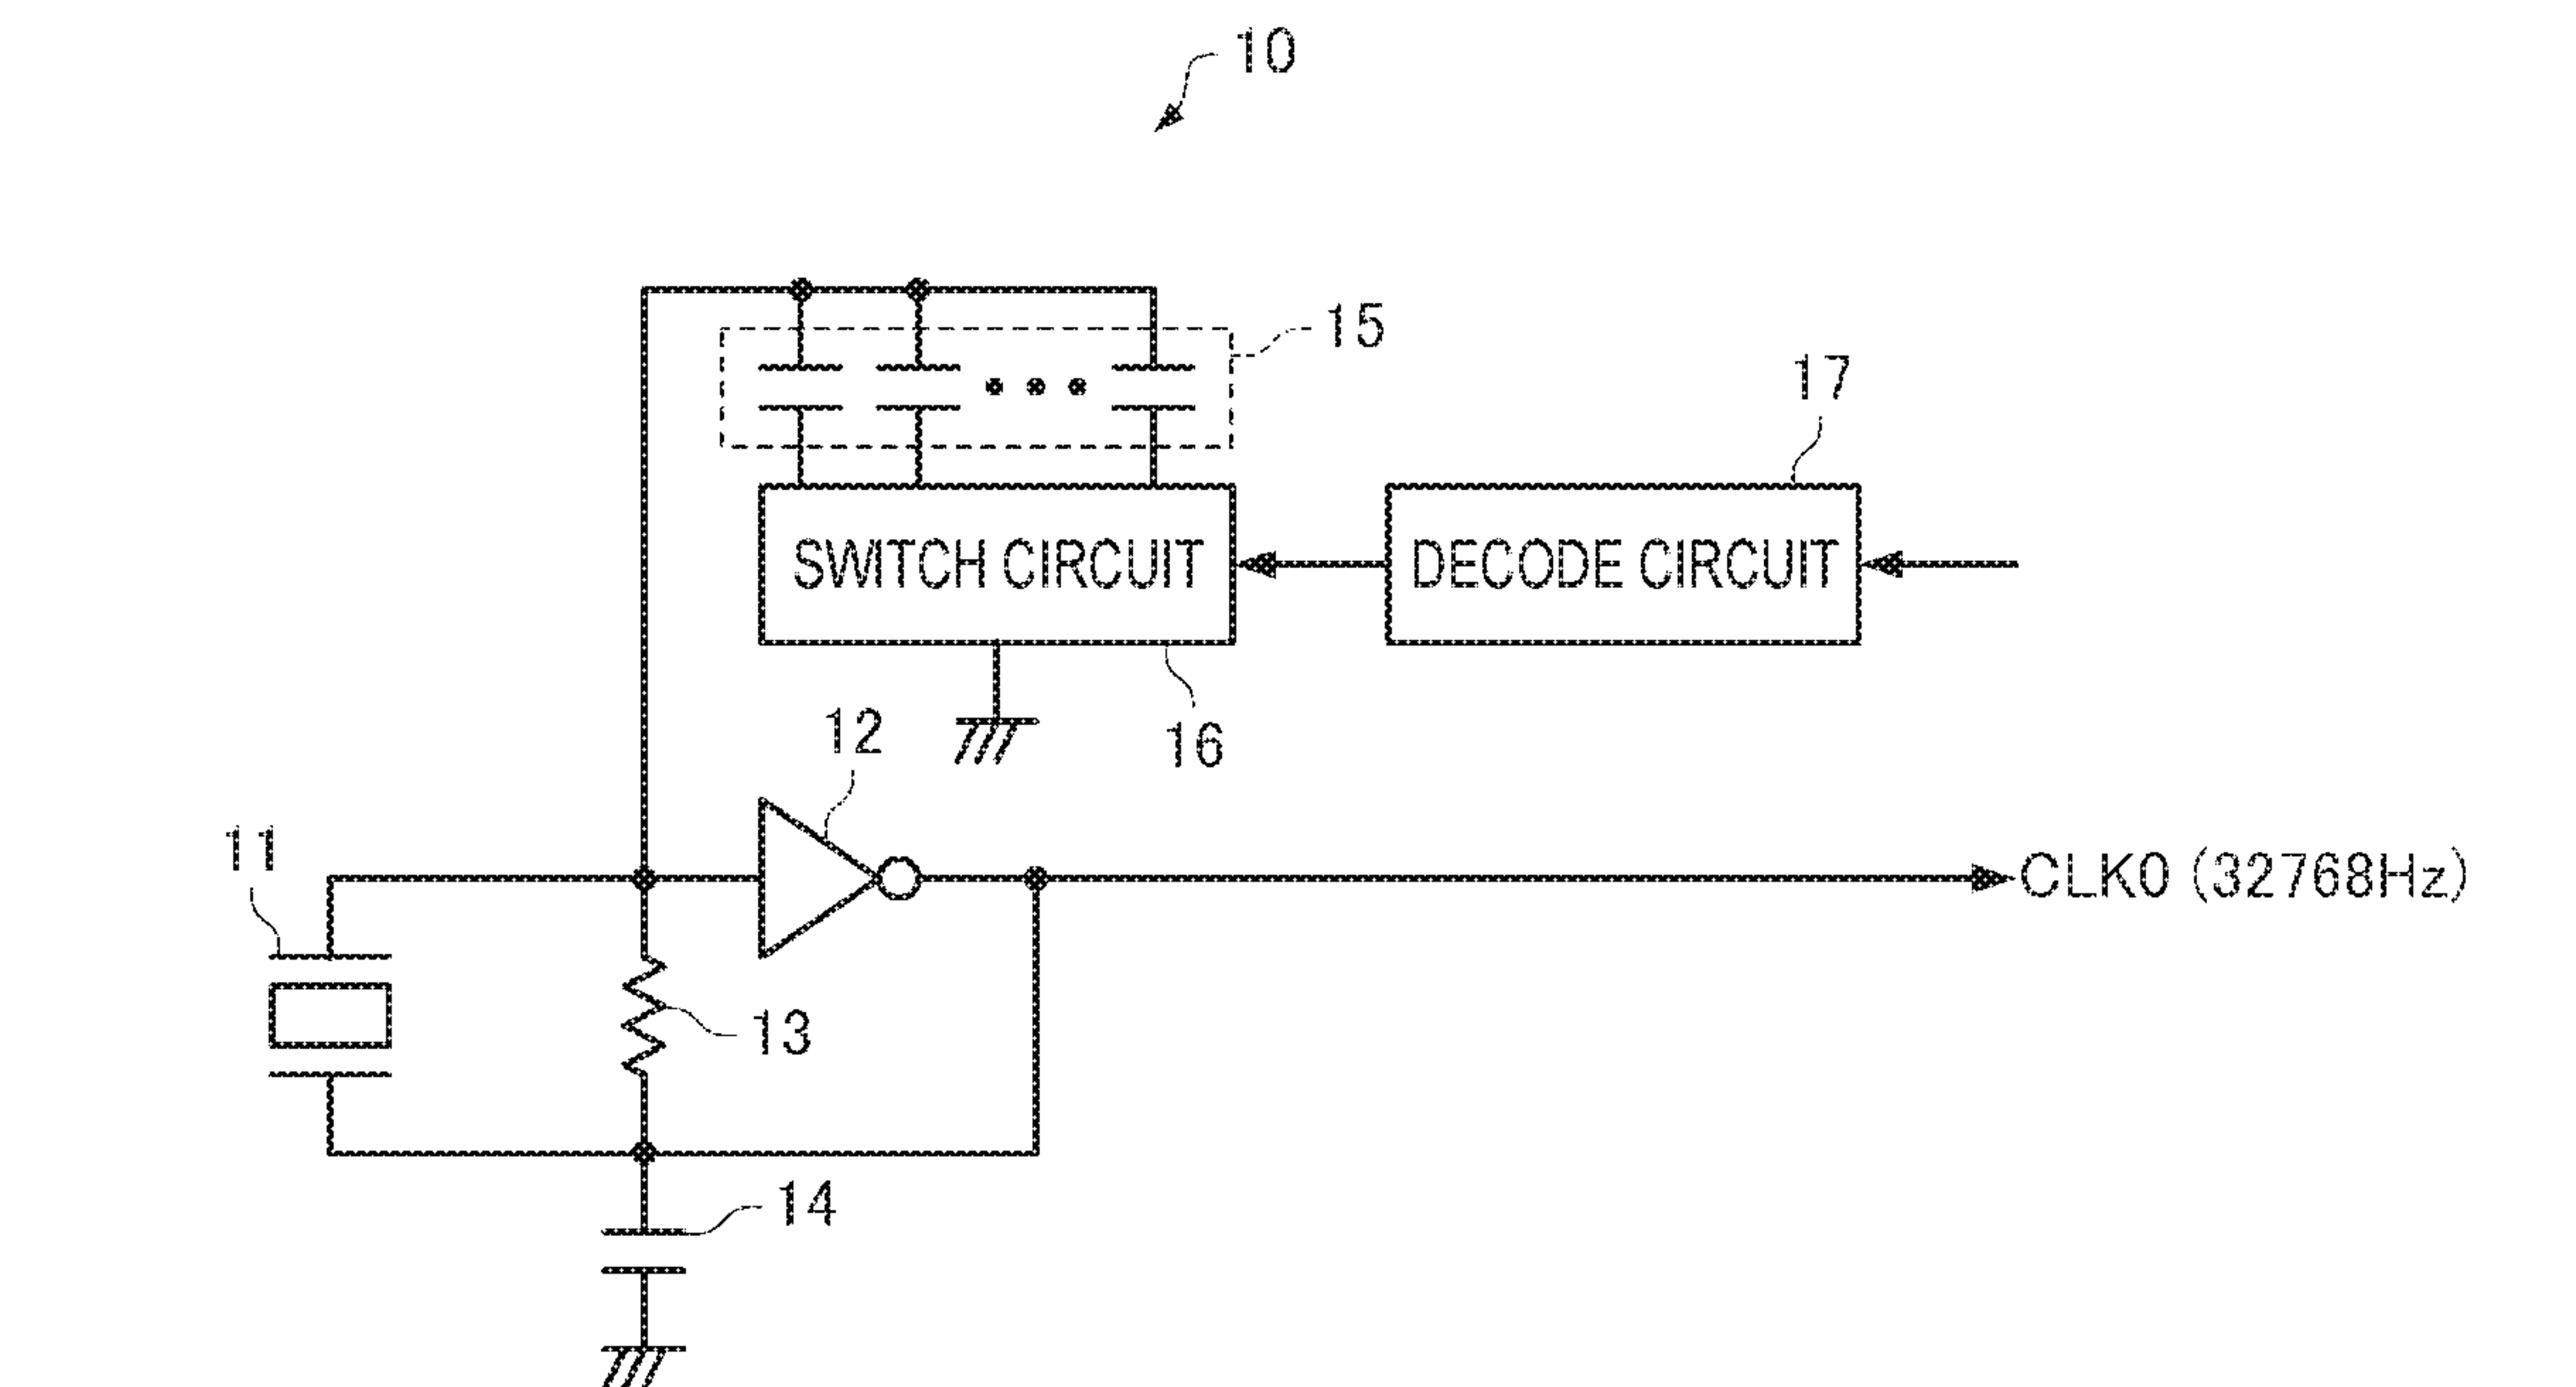 10
15
17
SWITCH CIRCUIT
DECODE CIRCUIT
16
12
11
CLK0 (32768Hz)
13
14